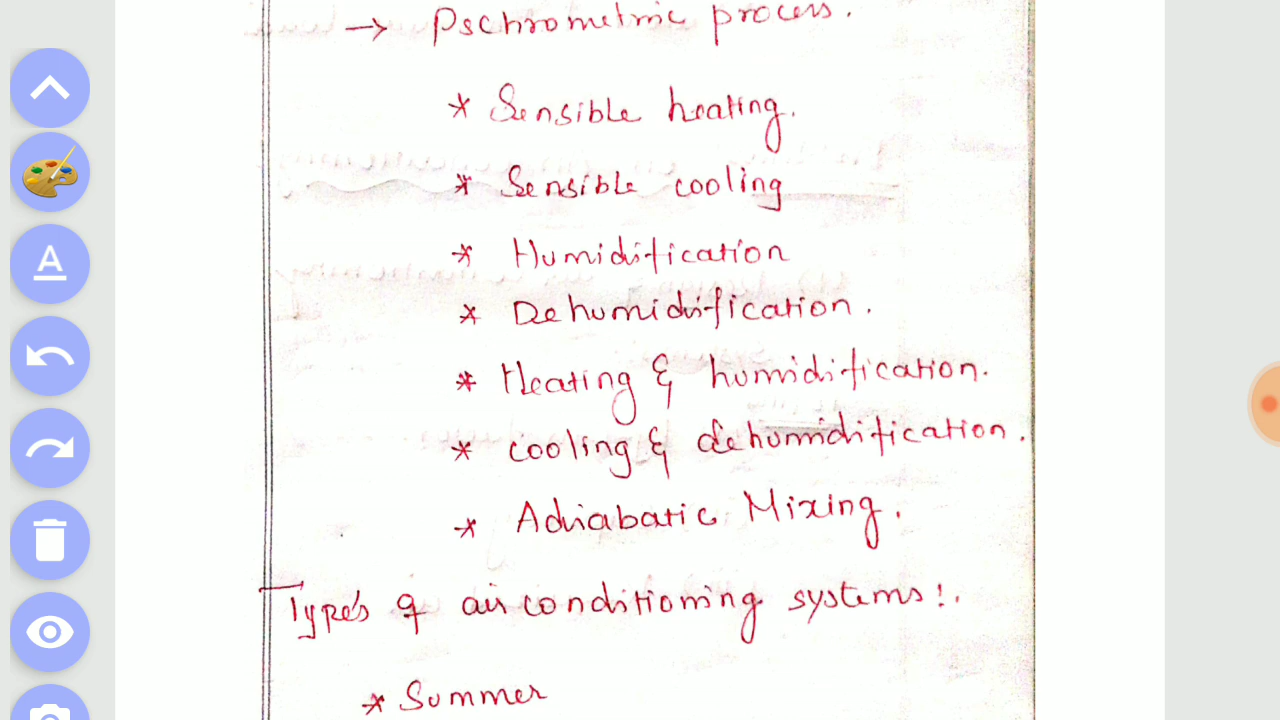 → Pschrometric process.
* Sensible heating.
* Sensible cooling
* Humidification
* Dehumidification.
* Heating & humidification.
* cooling & dehumidification.
* Adiabatic Mixing.
Type's of air conditioning systems:.
* Summer
A